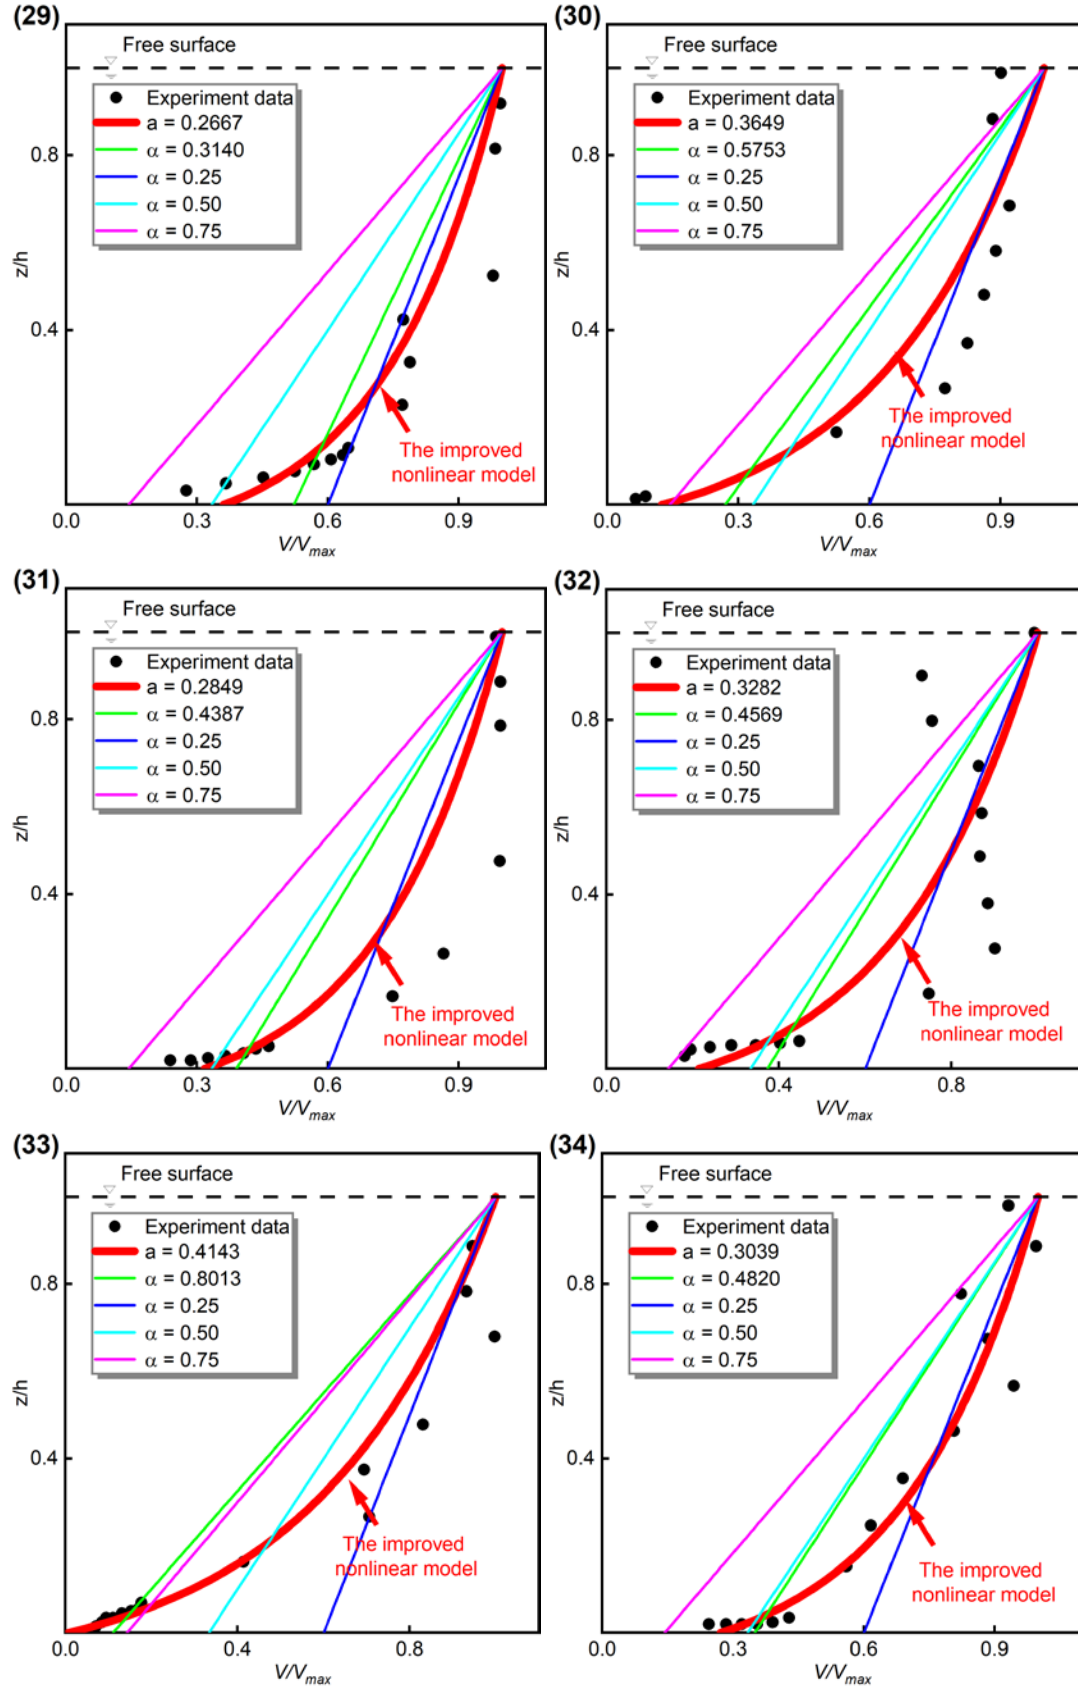 (29)
Free surface
Experiment data
a = 0.2667
α = 0.3140
α = 0.25
α = 0.50
α = 0.75
0.8
z/h
0.4
The improved
nonlinear model
0.0 0.3 0.6 0.9
V/Vmax
(30)
Free surface
Experiment data
a = 0.3649
α = 0.5753
α = 0.25
α = 0.50
α = 0.75
0.8
z/h
0.4
The improved
nonlinear model
0.0 0.3 0.6 0.9
V/Vmax
(31)
Free surface
Experiment data
a = 0.2849
α = 0.4387
α = 0.25
α = 0.50
α = 0.75
0.8
z/h
0.4
The improved
nonlinear model
0.0 0.3 0.6 0.9
V/Vmax
(32)
Free surface
Experiment data
a = 0.3282
α = 0.4569
α = 0.25
α = 0.50
α = 0.75
0.8
z/h
0.4
The improved
nonlinear model
0.0 0.4 0.8
V/Vmax
(33)
Free surface
Experiment data
a = 0.4143
α = 0.8013
α = 0.25
α = 0.50
α = 0.75
0.8
z/h
0.4
The improved
nonlinear model
0.0 0.4 0.8
V/Vmax
(34)
Free surface
Experiment data
a = 0.3039
α = 0.4820
α = 0.25
α = 0.50
α = 0.75
0.8
z/h
0.4
The improved
nonlinear model
0.0 0.3 0.6 0.9
V/Vmax